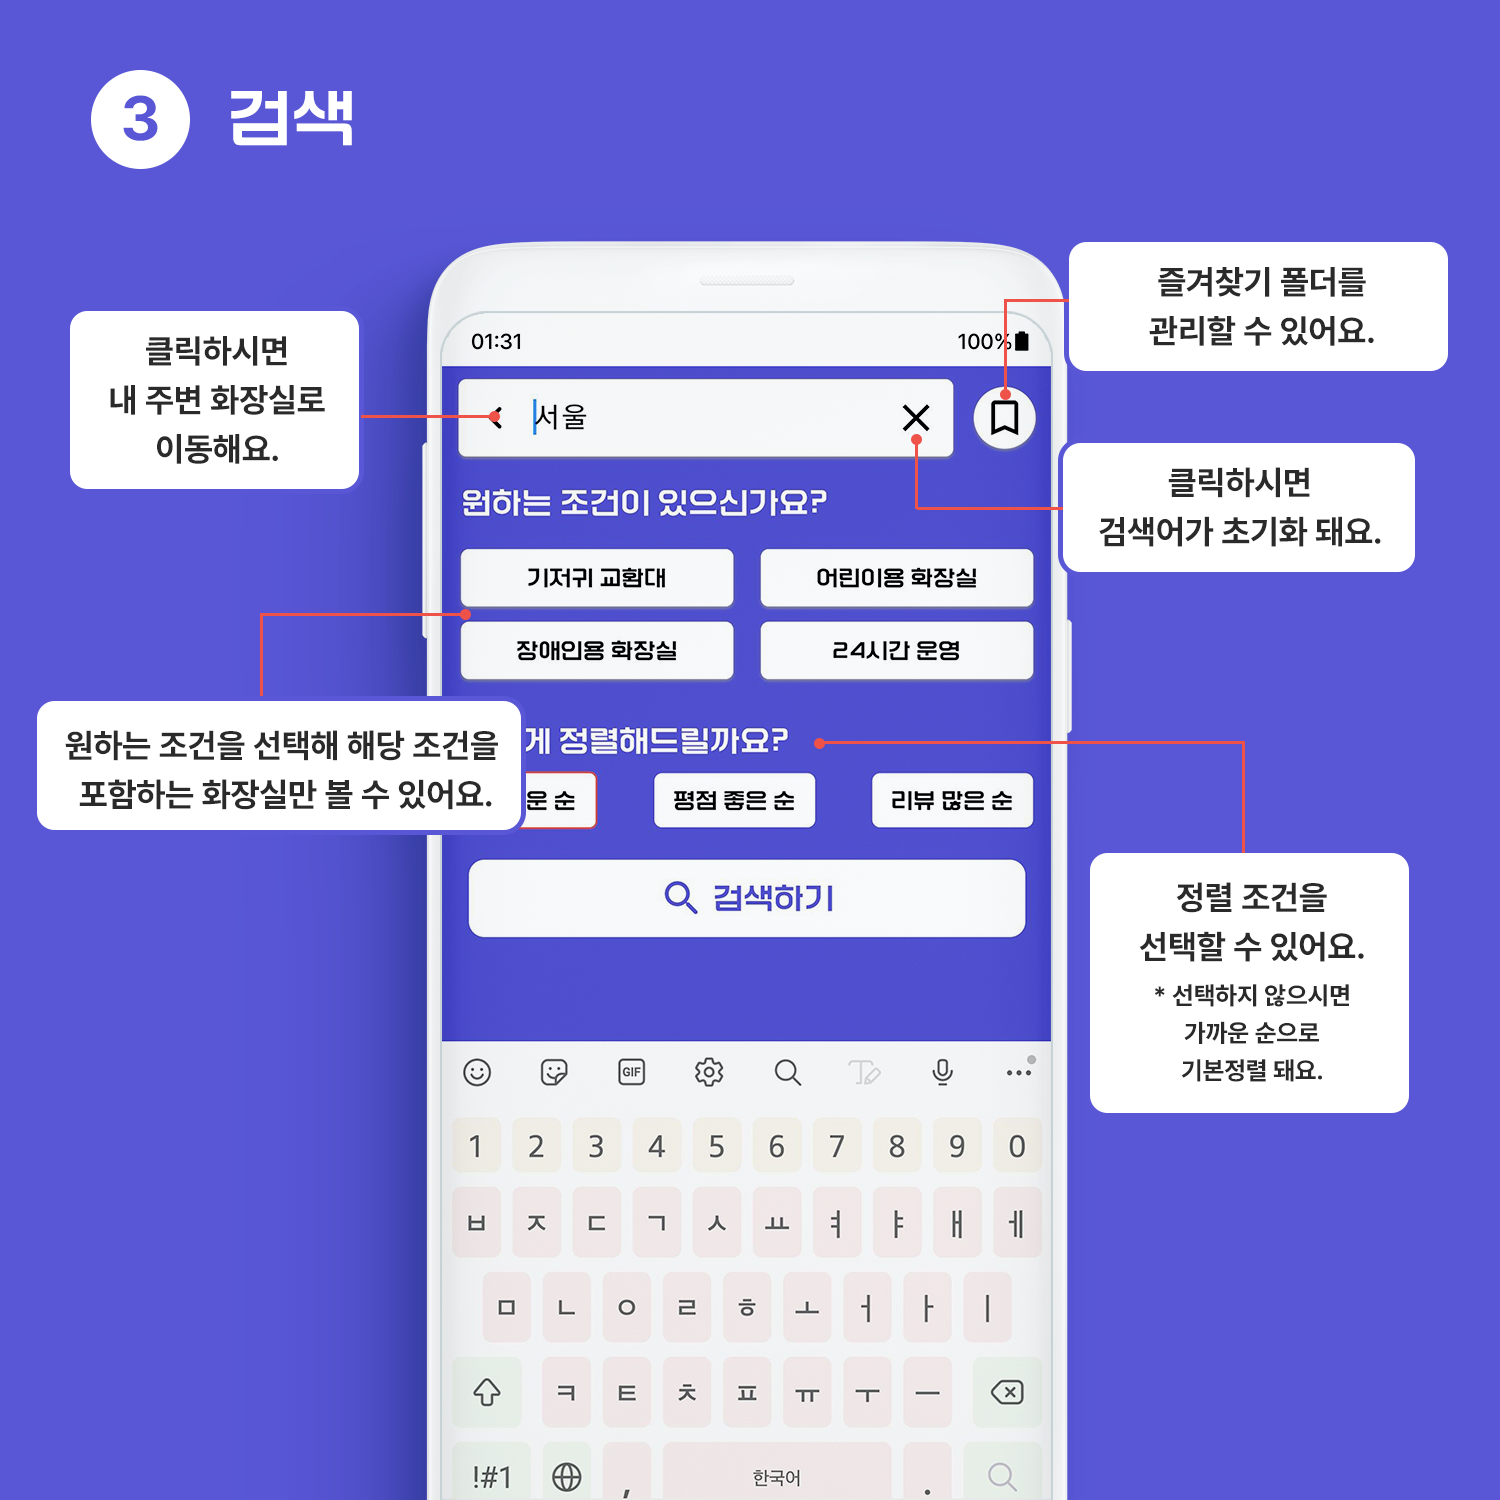 3 검색
즐겨찾기 폴더를
관리할 수 있어요.
클릭하시면
내 주변 화장실로
이동해요.
01:31 100%
서울
클릭하시면
검색어가 초기화 돼요.
원하는 조건이 있으신가요?
기저귀 교환대 어린이용 화장실
장애인용 화장실 24시간 운영
원하는 조건을 선택해 해당 조건을
포함하는 화장실만 볼 수 있어요.
게 정렬해드릴까요?
운 순 평점 좋은 순 리뷰 많은 순
검색하기
정렬 조건을
선택할 수 있어요.
* 선택하지 않으시면
가까운 순으로
기본정렬 돼요.
GIF
1 2 3 4 5 6 7 8 9 0
ㅂ ㅈ ㄷ ㄱ ㅅ ㅛ ㅕ ㅑ ㅐ ㅔ
ㅁ ㄴ ㅇ ㄹ ㅎ ㅗ ㅓ ㅏ ㅣ
ㅋ ㅌ ㅊ ㅍ ㅠ ㅜ ㅡ
!#1 , 한국어 .